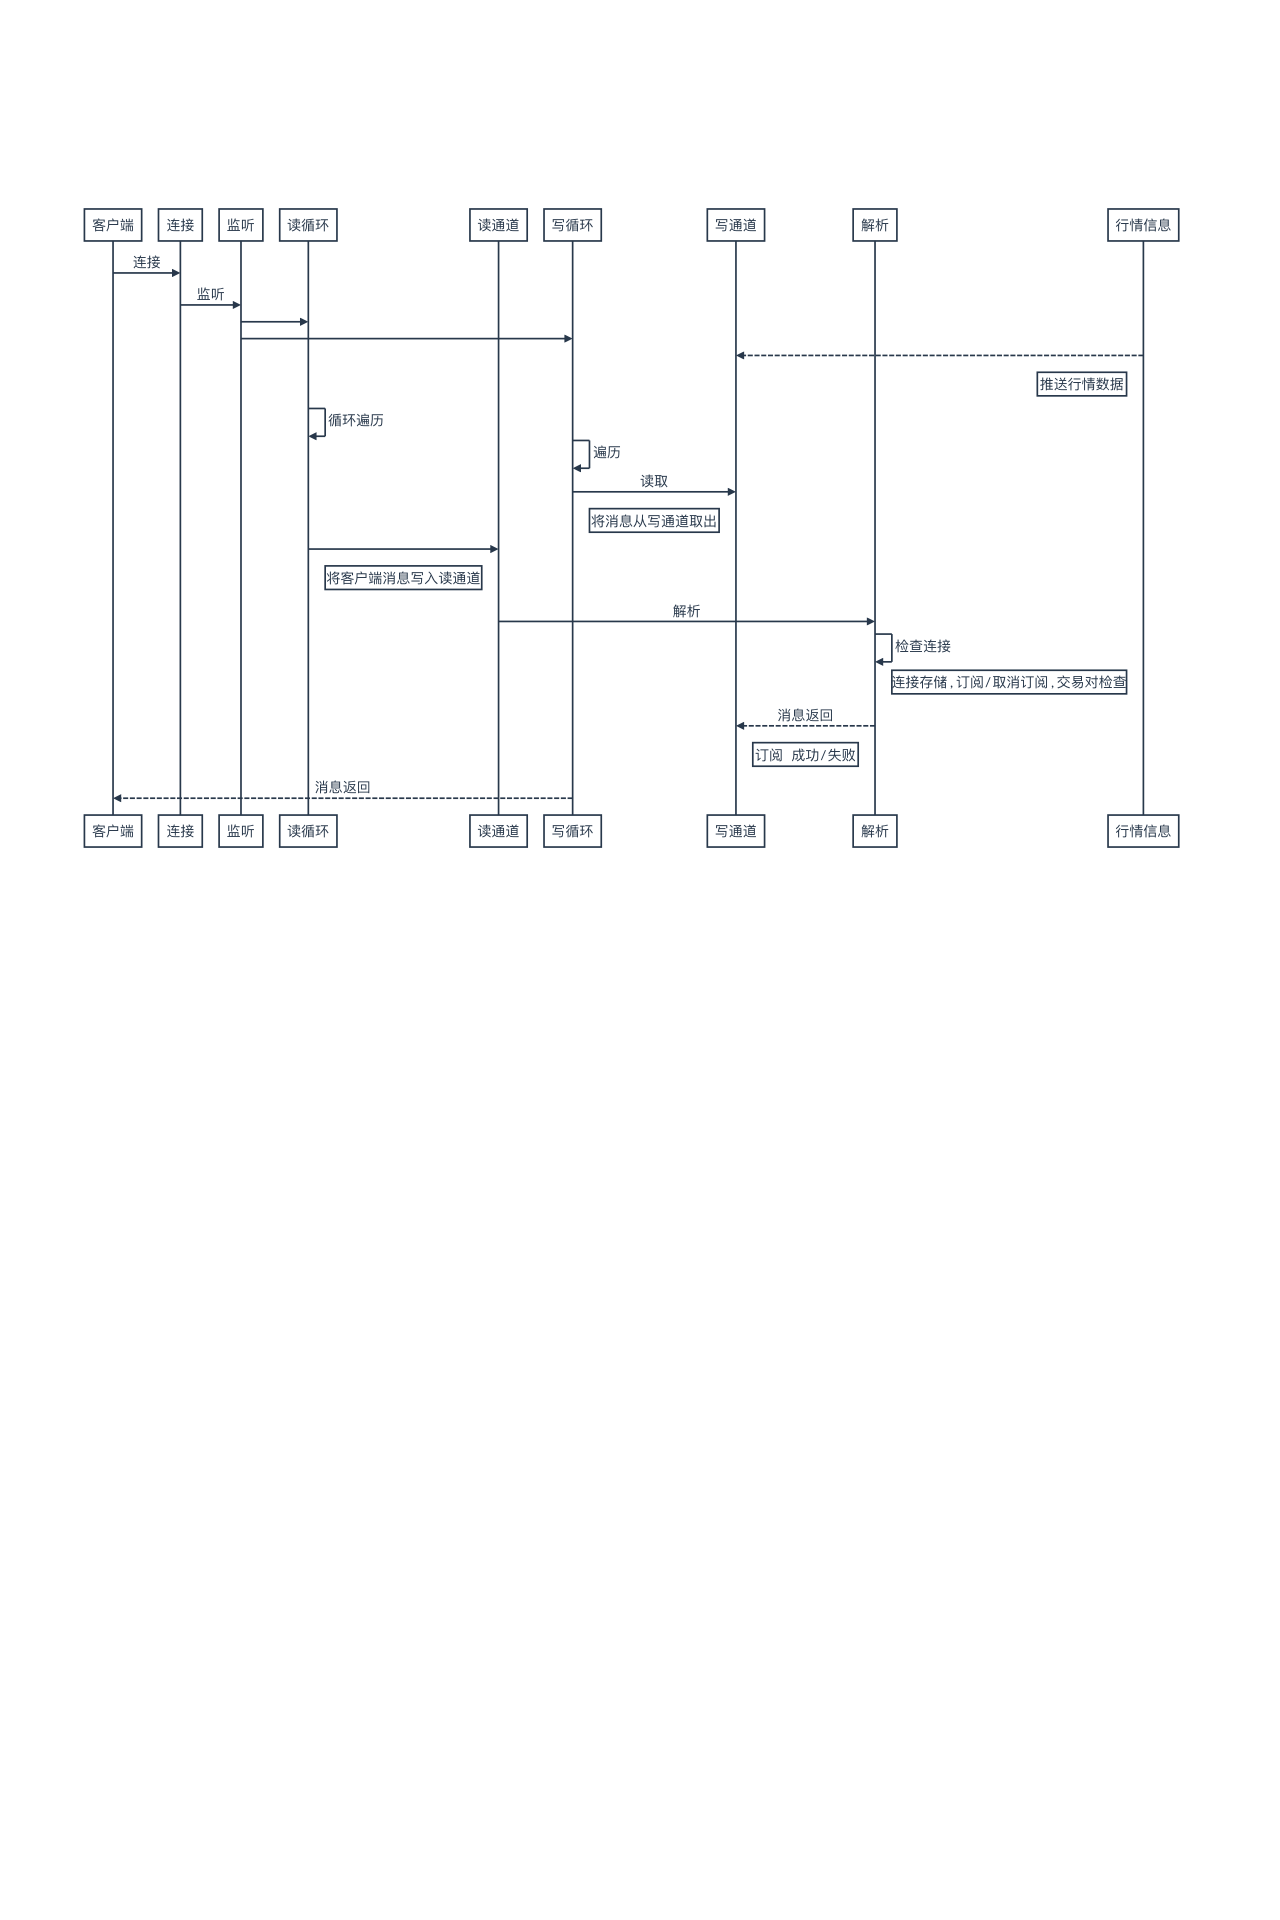 客户端
连接
监听
读循环
读通道
写循环
写通道
解析
行情信息
连接
监听
推送行情数据
循环遍历
遍历
读取
将消息从写通道取出
将客户端消息写入读通道
解析
检查连接
连接存储,订阅/取消订阅,交易对检查
消息返回
订阅 成功/失败
消息返回
客户端
连接
监听
读循环
读通道
写循环
写通道
解析
行情信息